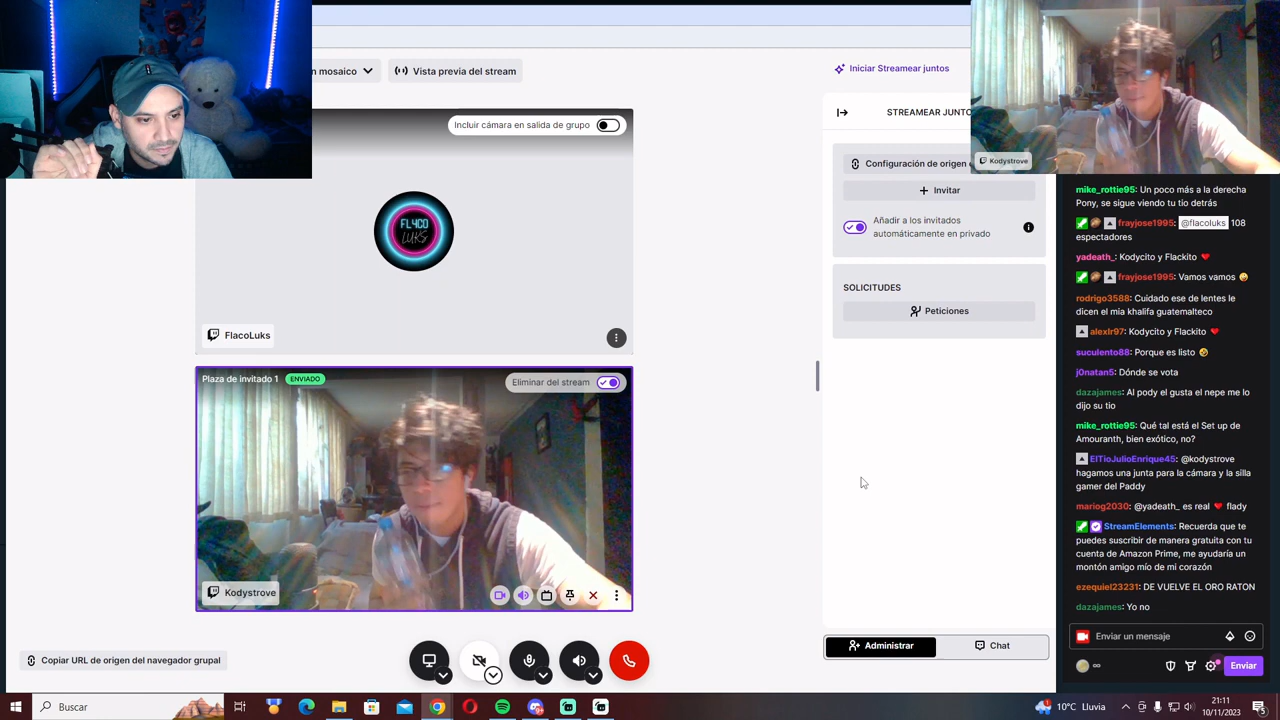 n mosaico
Vista previa del stream
Iniciar Streamear juntos
Incluir cámara en salida de grupo
FL4CO
LUKS
FlacoLuks
Plaza de invitado 1 ENVIADO
Eliminar del stream
Kodystrove
Copiar URL de origen del navegador grupal
STREAMEAR JUNTO
Configuración de origen
Invitar
Añadir a los invitados
automáticamente en privado
SOLICITUDES
Peticiones
Administrar
Chat
Kodystrove
mike_rottie95: Un poco más a la derecha
Pony, se sigue viendo tu tio detrás
frayjose1995: @flacoluks 108
espectadores
yadeath_: Kodycito y Flackito
frayjose1995: Vamos vamos
rodrigo3588: Cuidado ese de lentes le
dicen el mia khalifa guatemalteco
alexlr97: Kodycito y Flackito
suculento88: Porque es listo
j0natan5: Dónde se vota
dazajames: Al pody el gusta el nepe me lo
dijo su tio
mike_rottie95: Qué tal está el Set up de
Amouranth, bien exótico, no?
ElTioJulioEnrique45: @kodystrove
hagamos una junta para la cámara y la silla
gamer del Paddy
mariog2030: @yadeath_ es real flady
StreamElements: Recuerda que te
puedes suscribir de manera gratuita con tu
cuenta de Amazon Prime, me ayudaría un
montón amigo mío de mi corazón
ezequiel23231: DE VUELVE EL ORO RATON
dazajames: Yo no
Enviar un mensaje
Enviar
Buscar
10°C Lluvia
21:11
10/11/2023